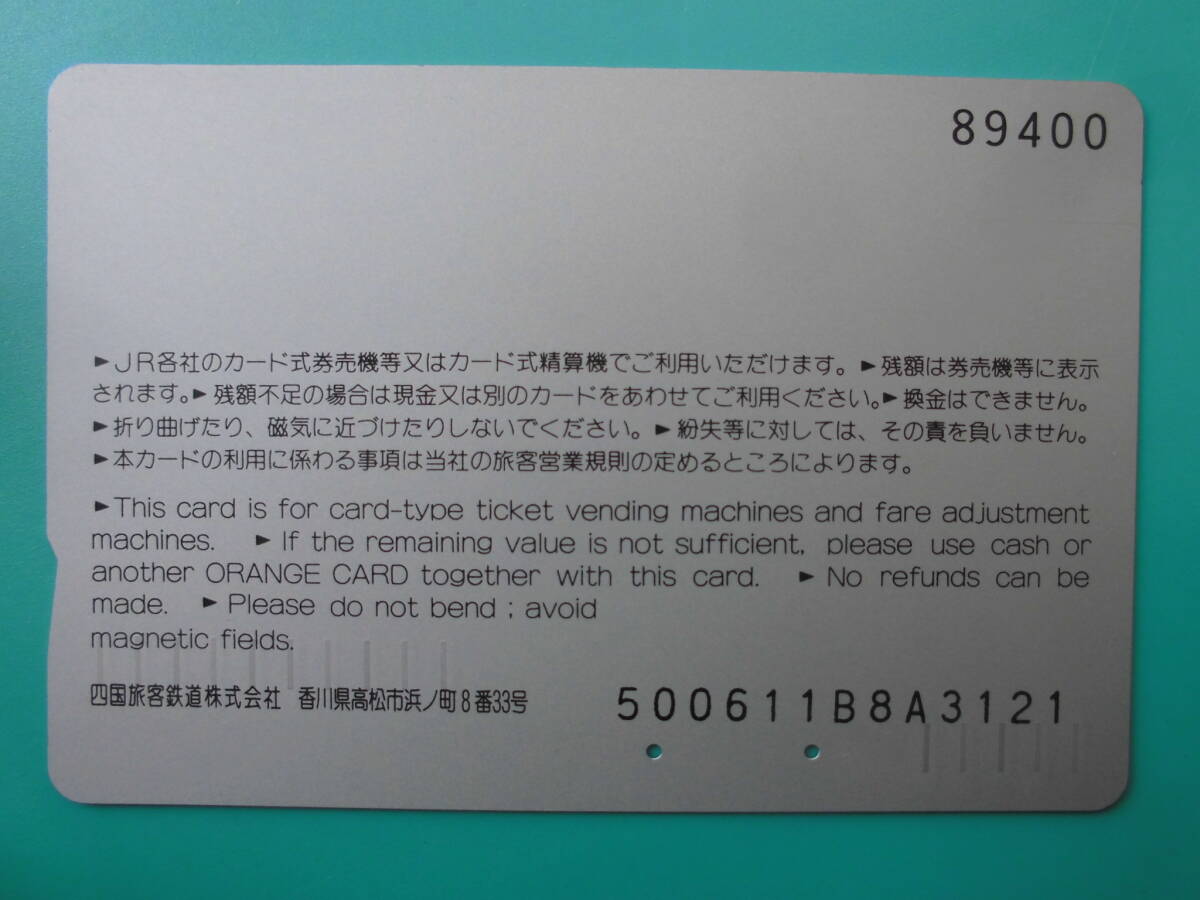 89400
►JR各社のカード式券売機等又はカード式精算機でご利用いただけます。►残額は券売機等に表示
されます。►残額不足の場合は現金又は別のカードをあわせてご利用ください。►換金はできません。
►折り曲げたり、磁気に近づけたりしないでください。►紛失等に対しては、その責を負いません。
►本カードの利用に係わる事項は当社の旅客営業規則の定めるところによります。
►This card is for card-type ticket vending machines and fare adjustment
machines. ►If the remaining value is not sufficient, please use cash or
another ORANGE CARD together with this card. ►No refunds can be
made. ►Please do not bend ; avoid
magnetic fields.
四国旅客鉄道株式会社 香川県高松市浜ノ町8番33号
500611B8A3121